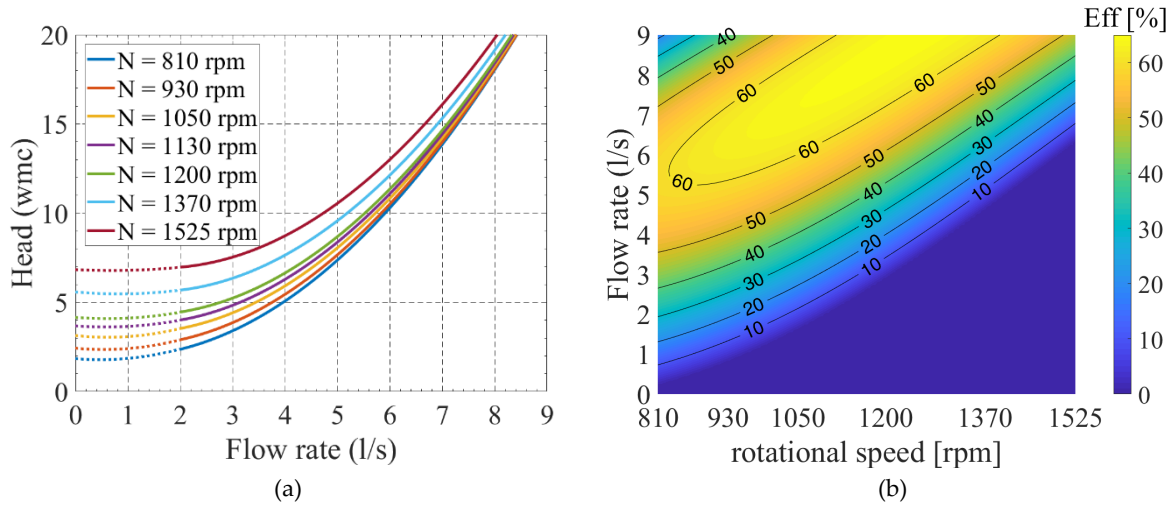 20
15
10
5
0
Head (wmc)
N = 810 rpm
N = 930 rpm
N = 1050 rpm
N = 1130 rpm
N = 1200 rpm
N = 1370 rpm
N = 1525 rpm
0 1 2 3 4 5 6 7 8 9
Flow rate (l/s)
(a)
Eff [%]
9
8
7
6
5
4
3
2
1
0
Flow rate (l/s)
40
50
60
60
60
60
50
50
50
40
40
40
30
30
30
20
20
20
10
10
10
810 930 1050 1200 1370 1525
rotational speed [rpm]
60
50
40
30
20
10
0
(b)